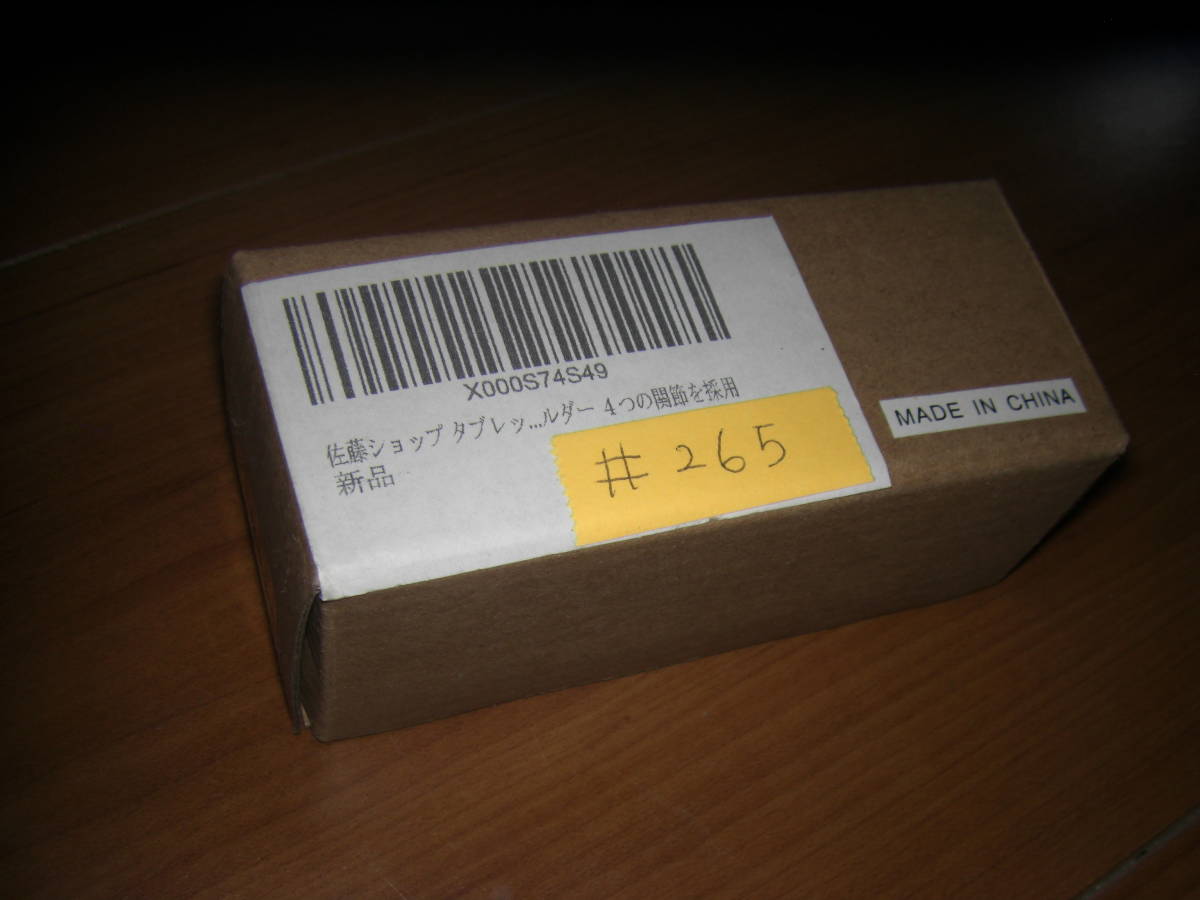 X000S74S49
佐藤ショップ タブレッ...ルダー 4つの関節を採用
新品
#265
MADE IN CHINA